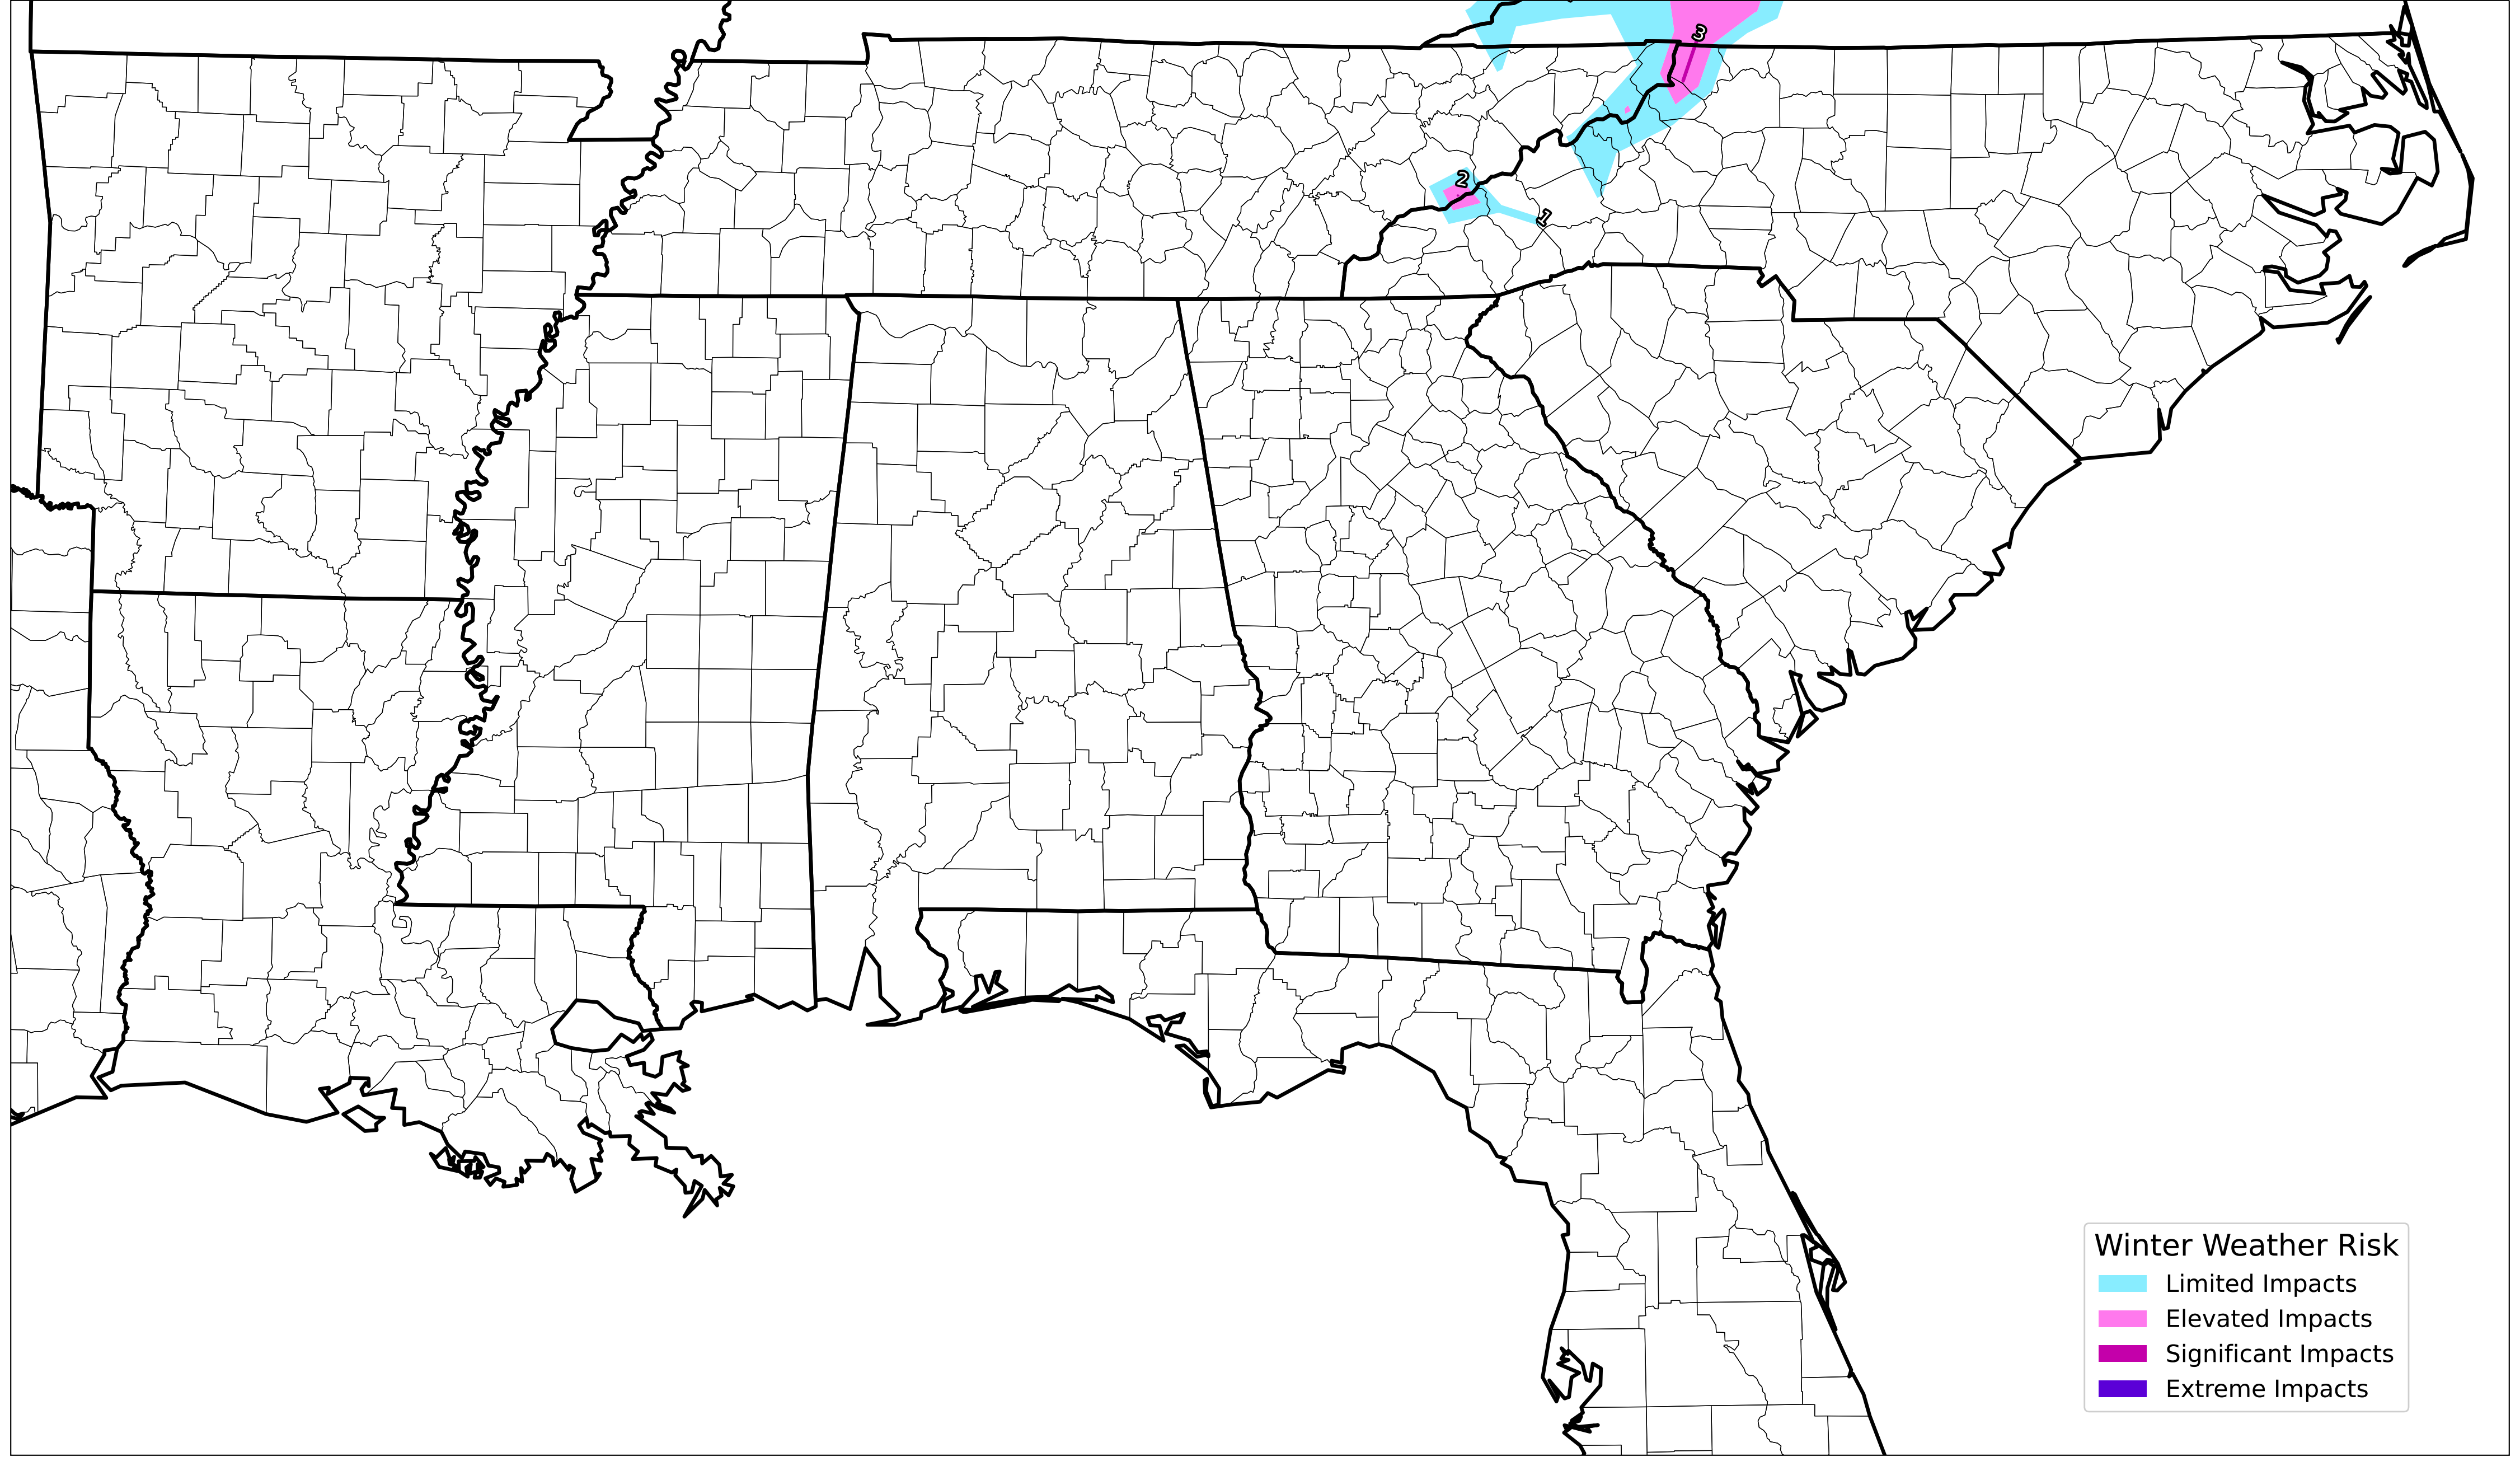 3
2
1
Winter Weather Risk
Limited Impacts
Elevated Impacts
Significant Impacts
Extreme Impacts